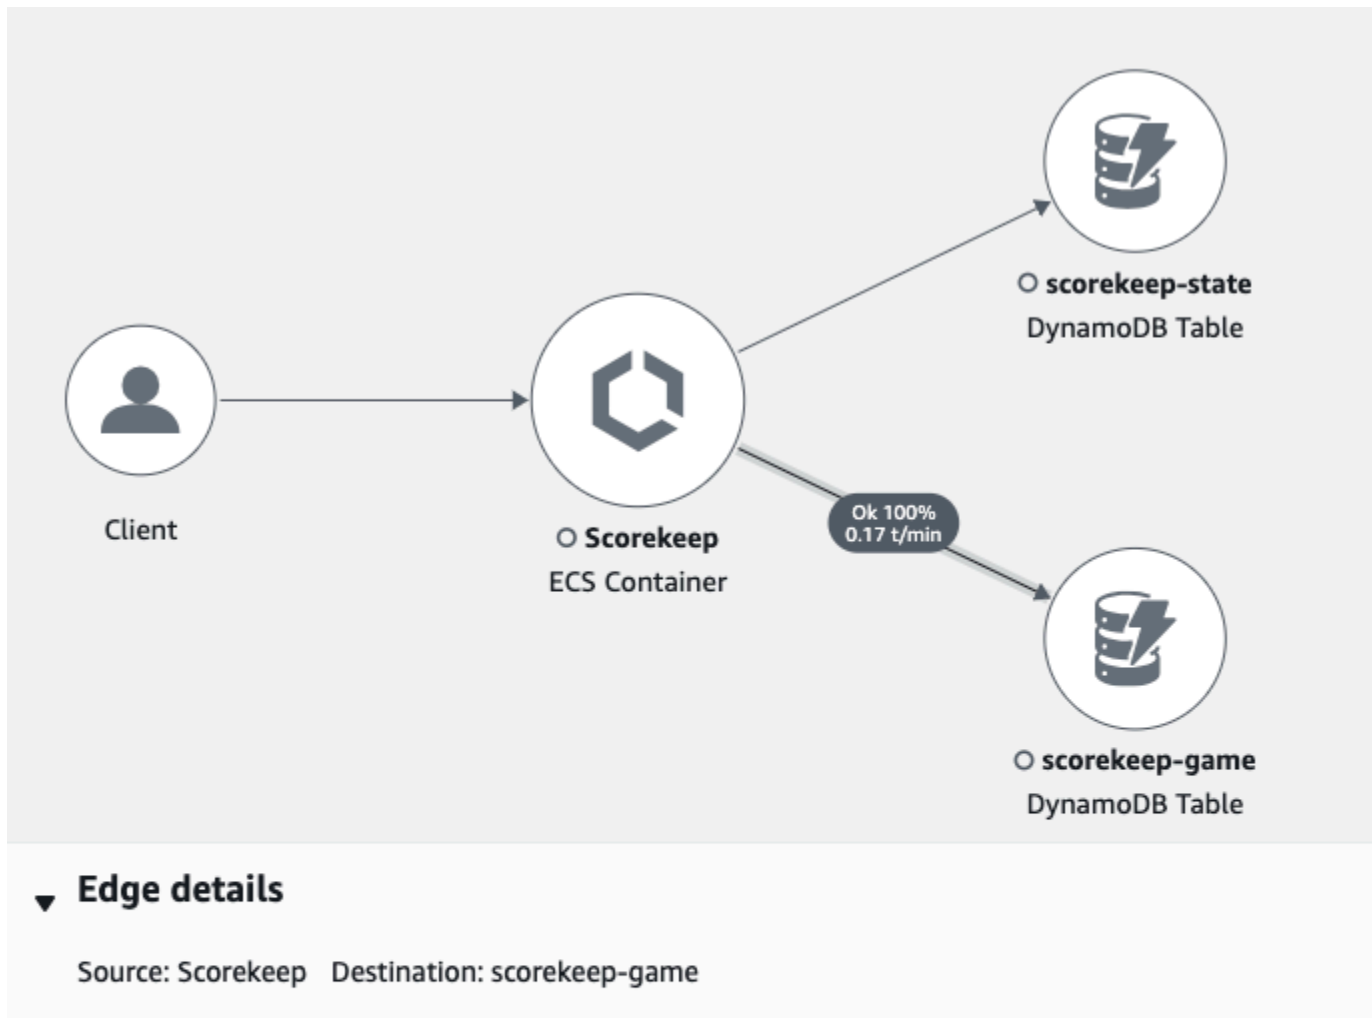 scorekeep-state
DynamoDB Table
Client
Scorekeep
ECS Container
Ok 100%
0.17 t/min
scorekeep-game
DynamoDB Table
Edge details
Source: Scorekeep Destination: scorekeep-game